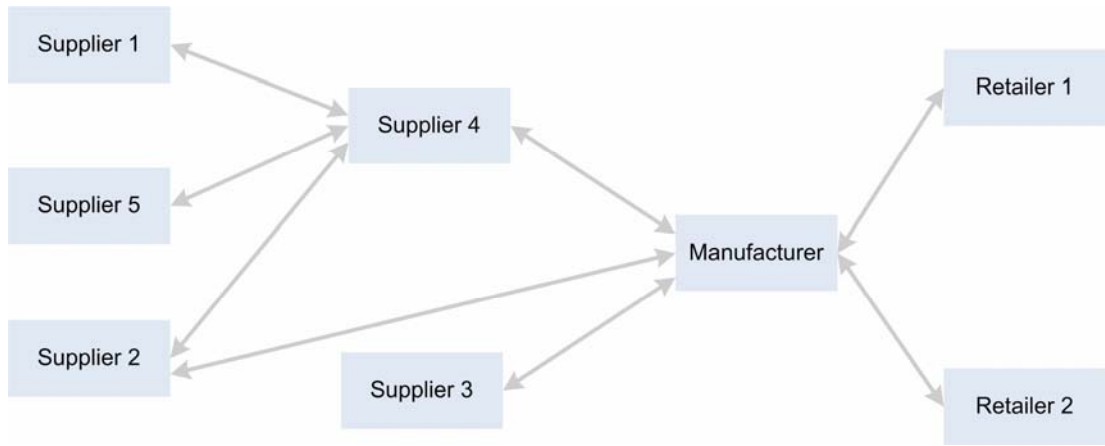 Supplier 1
Retailer 1
Supplier 4
Supplier 5
Manufacturer
Supplier 2
Supplier 3
Retailer 2